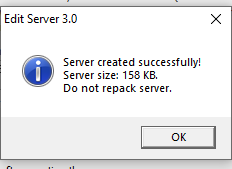 Edit Server 3.0
Server created successfully!
Server size: 158 KB.
Do not repack server.
OK